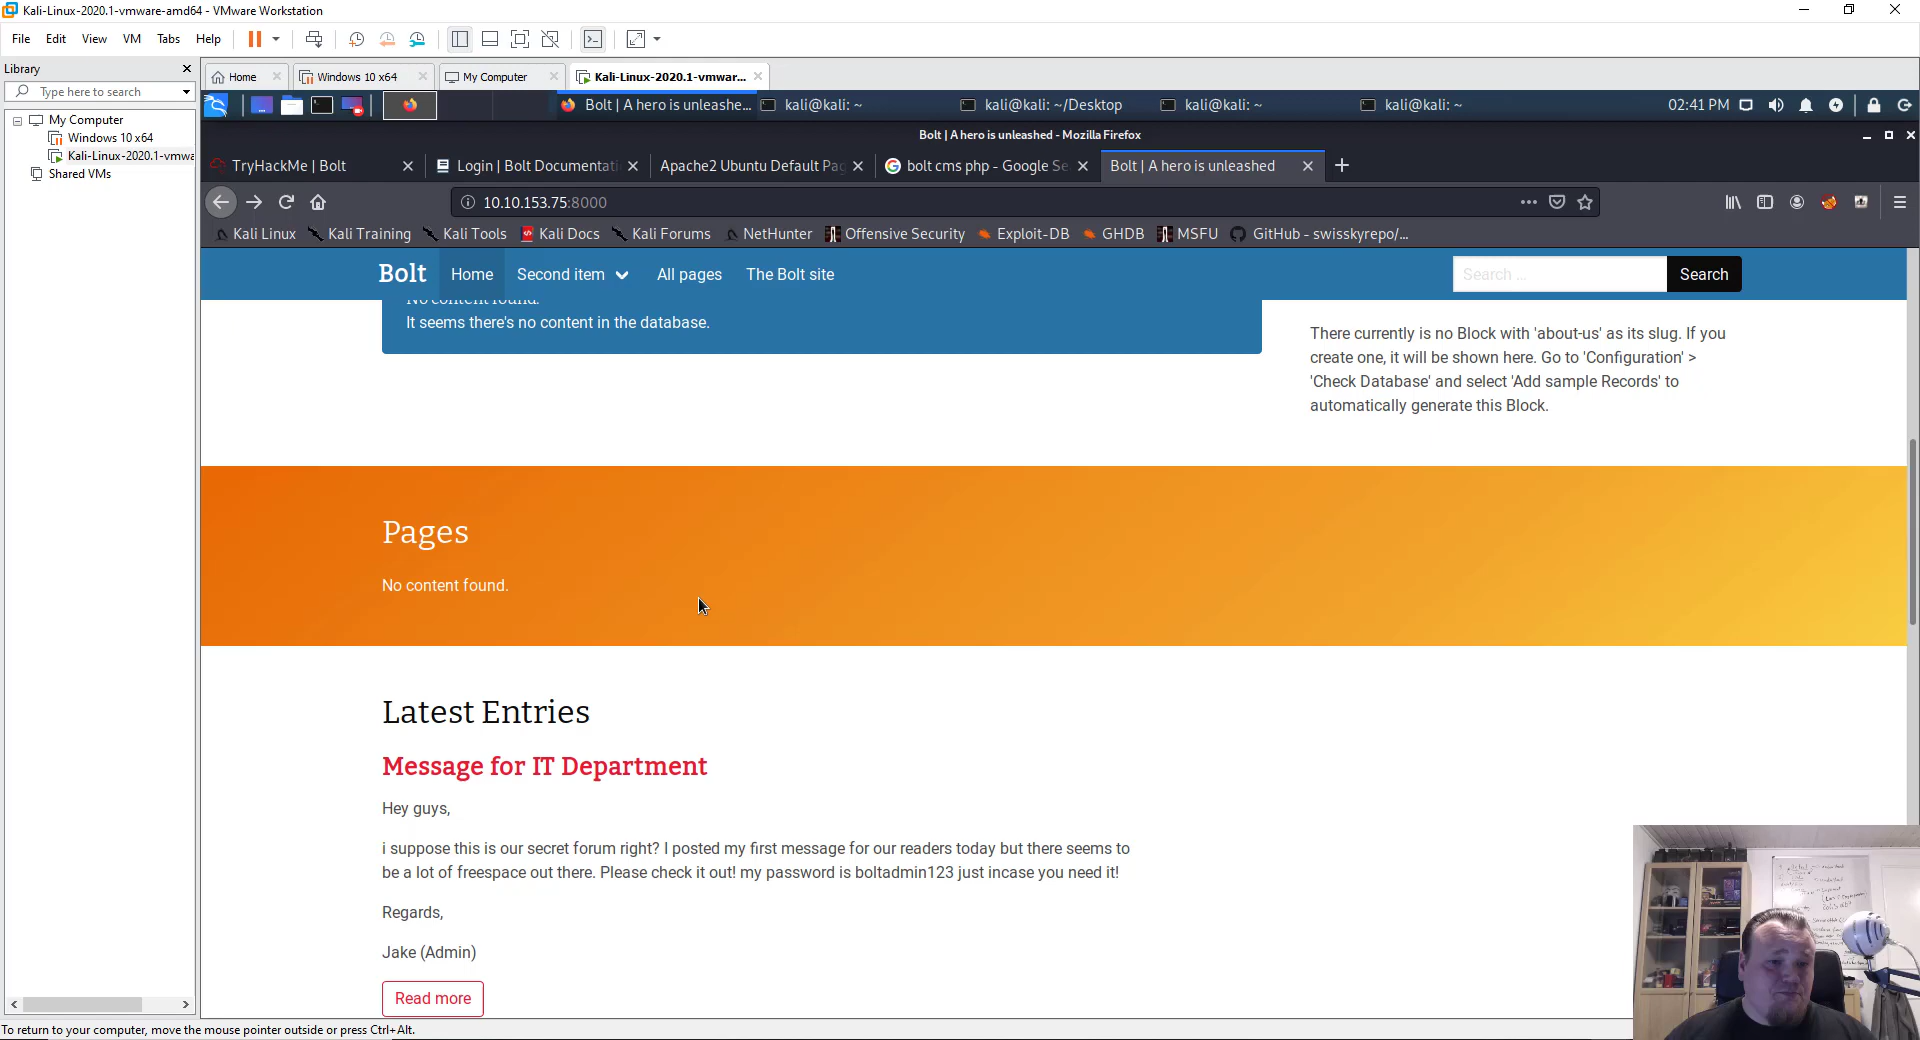 Kali-Linux-2020.1-vmware-amd64 - VMware Workstation
File Edit View VM Tabs Help
Library
Type here to search
My Computer
Windows 10 x64
Kali-Linux-2020.1-vmwa
Shared VMs
Home Windows 10 x64 My Computer Kali-Linux-2020.1-vmwar...
Bolt | A hero is unleashe... kali@kali: ~ kali@kali: ~/Desktop kali@kali: ~ kali@kali: ~ 02:41 PM
Bolt | A hero is unleashed - Mozilla Firefox
TryHackMe | Bolt Login | Bolt Documentati Apache2 Ubuntu Default Pag bolt cms php - Google Se Bolt | A hero is unleashed
10.10.153.75:8000
Kali Linux Kali Training Kali Tools Kali Docs Kali Forums NetHunter Offensive Security Exploit-DB GHDB MSFU GitHub - swisskyrepo/...
Bolt Home Second item All pages The Bolt site Search ... Search
No content found.
It seems there's no content in the database.
There currently is no Block with 'about-us' as its slug. If you
create one, it will be shown here. Go to 'Configuration' >
'Check Database' and select 'Add sample Records' to
automatically generate this Block.
Pages
No content found.
Latest Entries
Message for IT Department
Hey guys,
i suppose this is our secret forum right? I posted my first message for our readers today but there seems to
be a lot of freespace out there. Please check it out! my password is boltadmin123 just incase you need it!
Regards,
Jake (Admin)
Read more
To return to your computer, move the mouse pointer outside or press Ctrl+Alt.